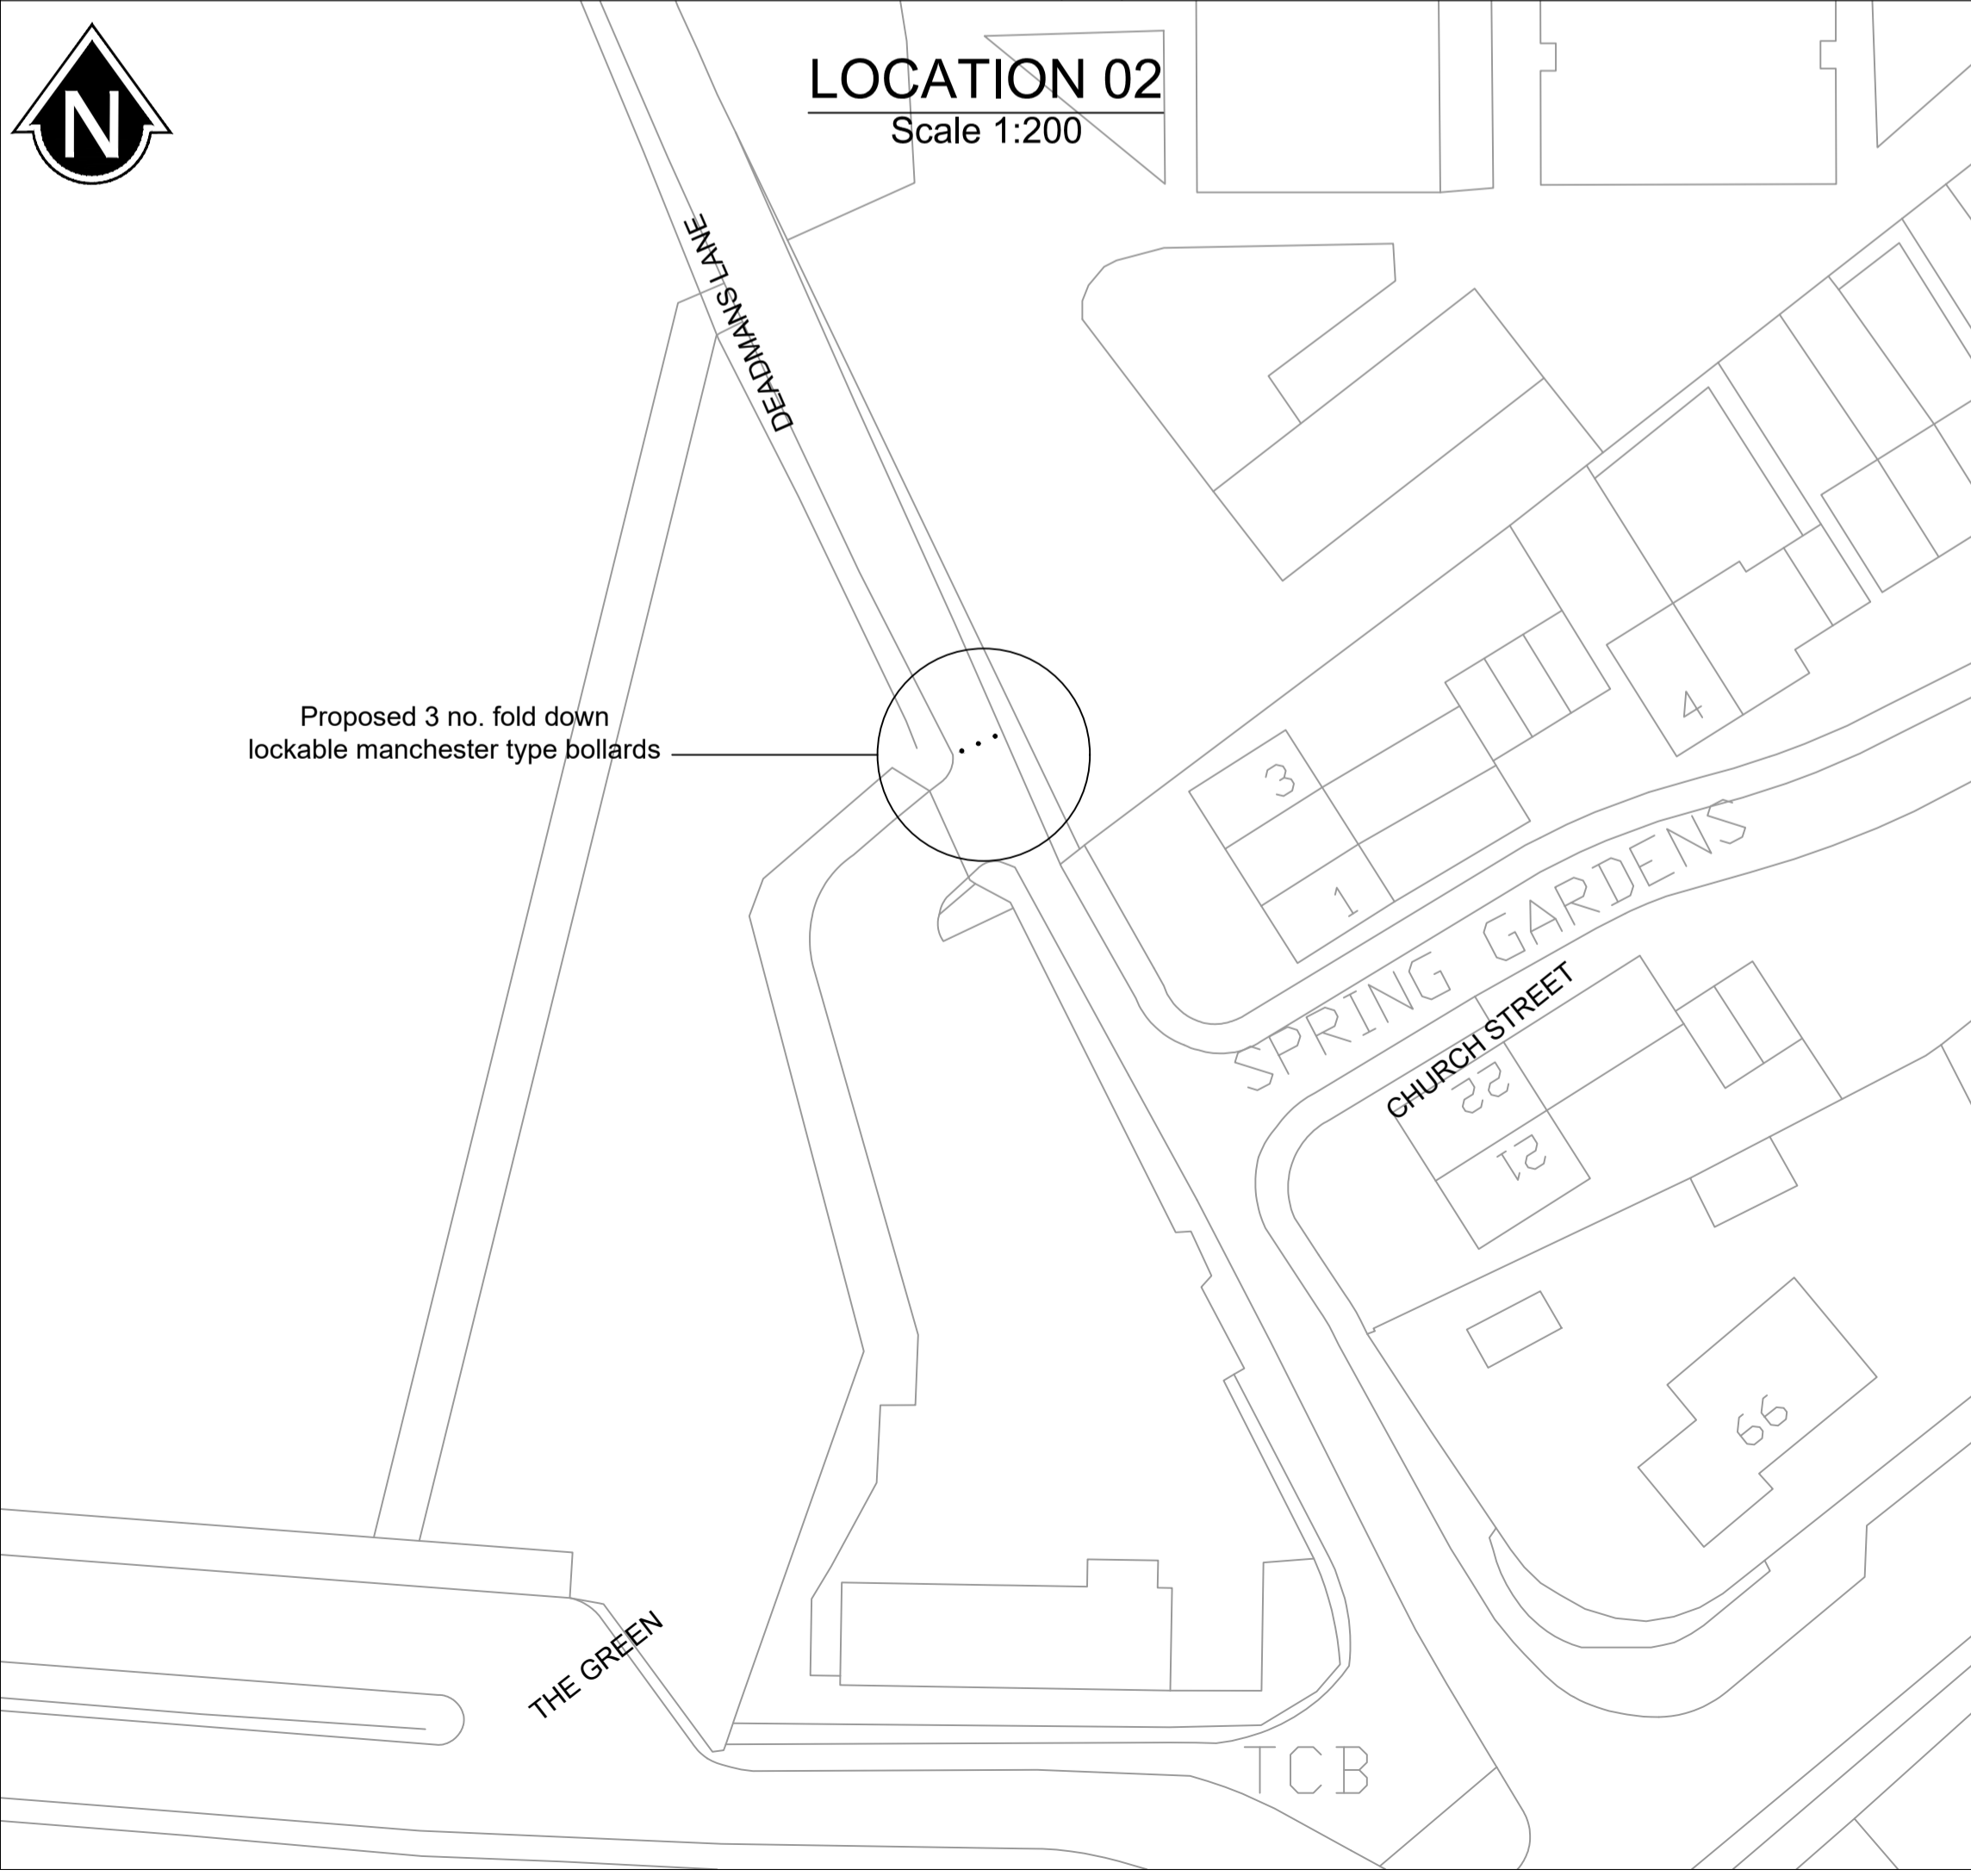 N
LOCATION 02
Scale 1:200
DEADMANS LANE
Proposed 3 no. fold down
lockable manchester type bollards
3
1
4
SPRING GARDENS
CHURCH STREET
22
21
66
THE GREEN
TCB